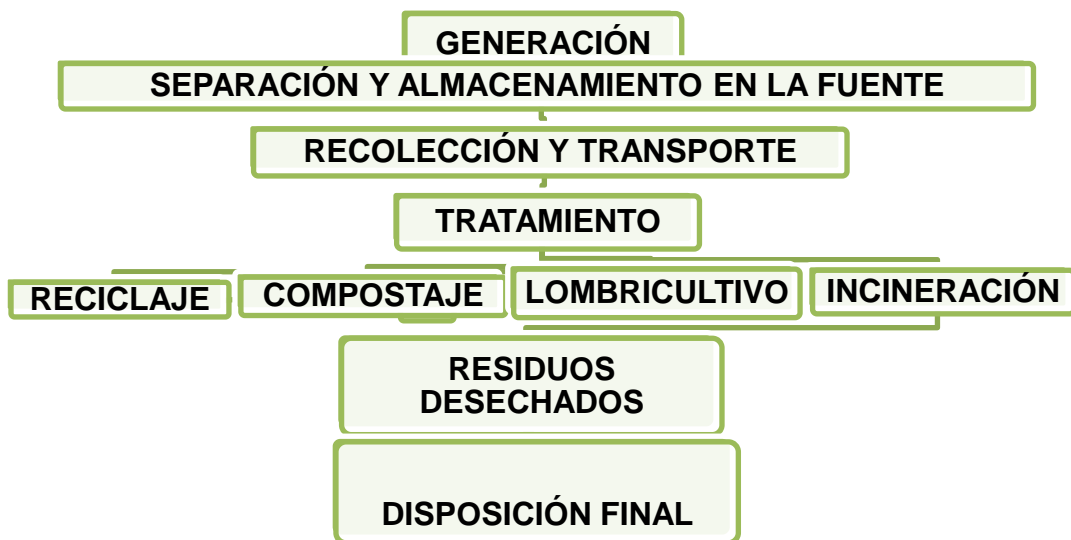 GENERACIÓN
SEPARACIÓN Y ALMACENAMIENTO EN LA FUENTE
RECOLECCIÓN Y TRANSPORTE
TRATAMIENTO
RECICLAJE
COMPOSTAJE
LOMBRICULTIVO
INCINERACIÓN
RESIDUOS
DESECHADOS
DISPOSICIÓN FINAL